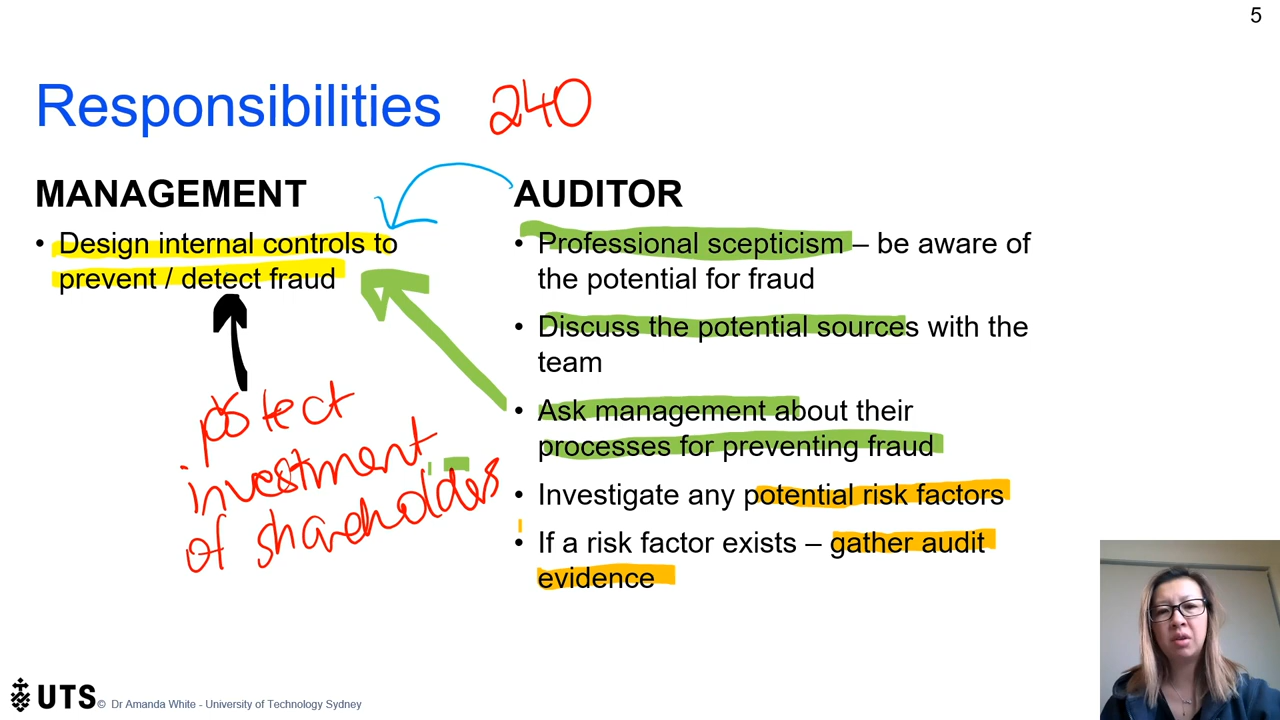 5
Responsibilities 240
MANAGEMENT
• Design internal controls to
prevent / detect fraud
protect
investment
of shareholders
AUDITOR
• Professional scepticism – be aware of
the potential for fraud
• Discuss the potential sources with the
team
• Ask management about their
processes for preventing fraud
• Investigate any potential risk factors
• If a risk factor exists – gather audit
evidence
UTS © Dr Amanda White - University of Technology Sydney